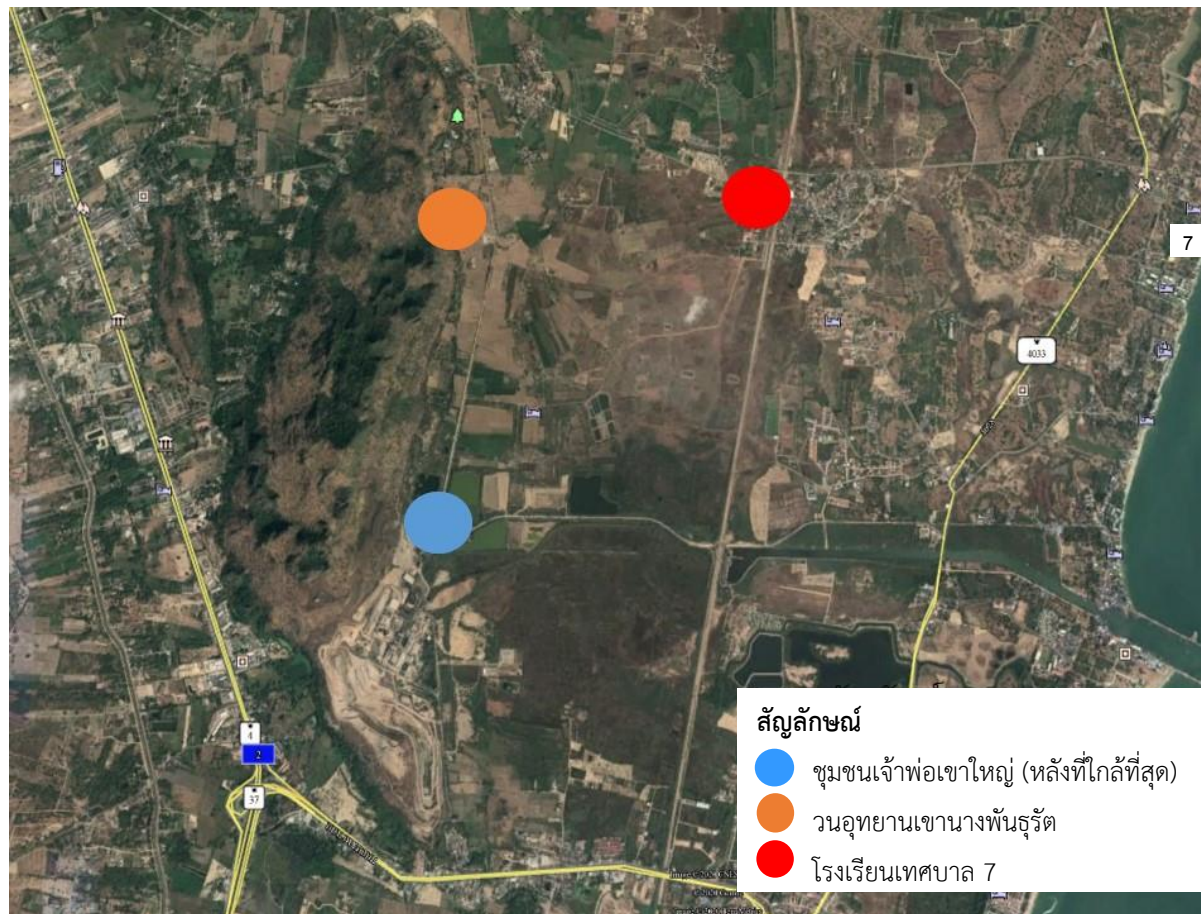 7
4033
4
2
37
สัญลักษณ์
ชุมชนเจ้าพ่อเขาใหญ่ (หลังที่ใกล้ที่สุด)
วนอุทยานเขานางพันธุรัต
โรงเรียนเทศบาล 7